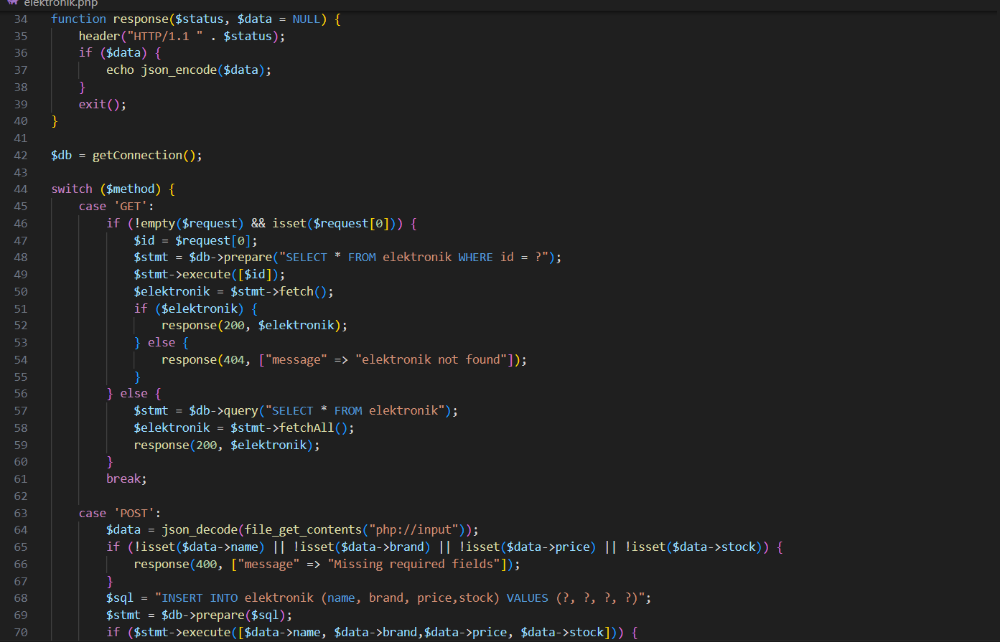 elektronik.php
34 function response($status, $data = NULL) {
35 header("HTTP/1.1 " . $status);
36 if ($data) {
37 echo json_encode($data);
38 }
39 exit();
40 }
41
42 $db = getConnection();
43
44 switch ($method) {
45 case 'GET':
46 if (!empty($request) && isset($request[0])) {
47 $id = $request[0];
48 $stmt = $db->prepare("SELECT * FROM elektronik WHERE id = ?");
49 $stmt->execute([$id]);
50 $elektronik = $stmt->fetch();
51 if ($elektronik) {
52 response(200, $elektronik);
53 } else {
54 response(404, ["message" => "elektronik not found"]);
55 }
56 } else {
57 $stmt = $db->query("SELECT * FROM elektronik");
58 $elektronik = $stmt->fetchAll();
59 response(200, $elektronik);
60 }
61 break;
62
63 case 'POST':
64 $data = json_decode(file_get_contents("php://input"));
65 if (!isset($data->name) || !isset($data->brand) || !isset($data->price) || !isset($data->stock)) {
66 response(400, ["message" => "Missing required fields"]);
67 }
68 $sql = "INSERT INTO elektronik (name, brand, price,stock) VALUES (?, ?, ?, ?)";
69 $stmt = $db->prepare($sql);
70 if ($stmt->execute([$data->name, $data->brand,$data->price, $data->stock])) {